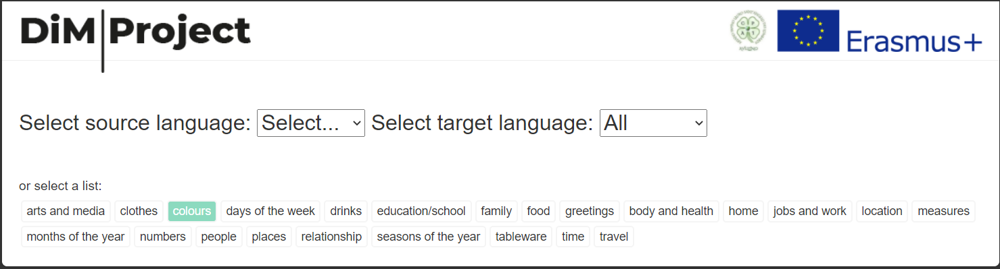 DiM|Project
Erasmus+
Select source language: Select... Select target language: All
or select a list:
arts and media clothes colours days of the week drinks education/school family food greetings body and health home jobs and work location measures
months of the year numbers people places relationship seasons of the year tableware time travel